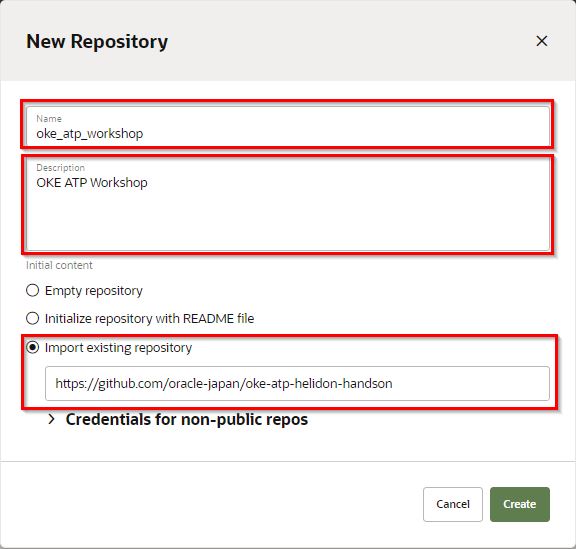 New Repository
Name
oke_atp_workshop
Description
OKE ATP Workshop
Initial content
Empty repository
Initialize repository with README file
Import existing repository
https://github.com/oracle-japan/oke-atp-helidon-handson
Credentials for non-public repos
Cancel
Create